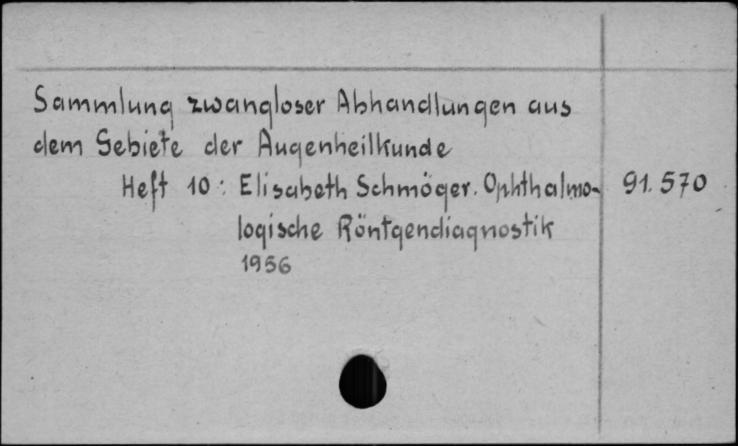 Sammlung zwangloser Abhandlungen aus
dem Gebiete der Augenheilkunde
Heft 10: Elisabeth Schmöger. Ophthalmo- 91.570
logische Röntgendiagnostik
1956